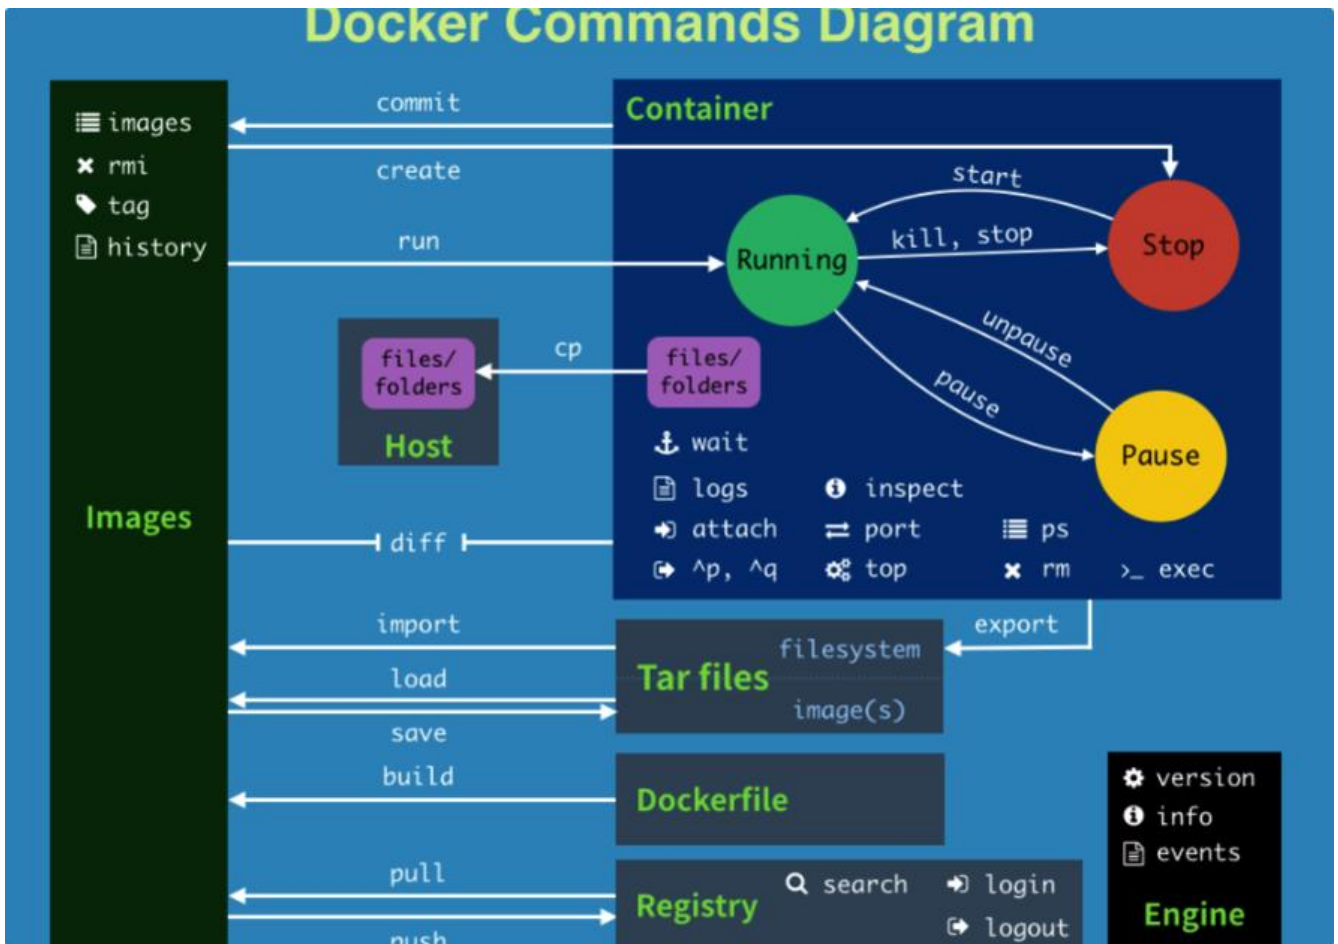 Docker Commands Diagram
images
rmi
tag
history
Images
commit
create
run
Container
start
kill, stop
Running
Stop
unpause
pause
Pause
files/
folders
Host
cp
files/
folders
wait
logs
inspect
attach
port
ps
^p, ^q
top
rm
>_ exec
diff
import
export
filesystem
load
Tar files
image(s)
save
build
Dockerfile
version
info
events
Engine
pull
search
login
Registry
logout
push